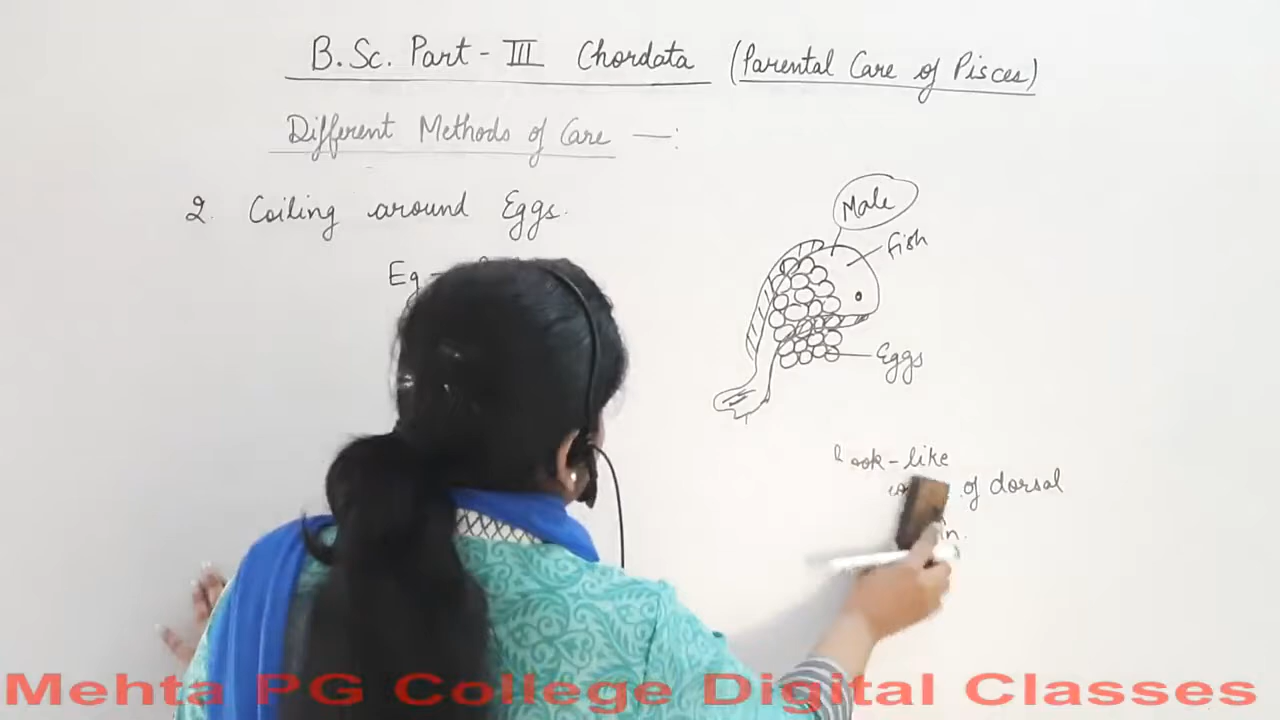 B.Sc. Part - III Chordata (Parental Care of Pisces)
Different Methods of Care —:
2. Coiling around Eggs.
Eg -
Male
Fish
Eggs
-like
of dorsal
Mehta PG College Digital Classes